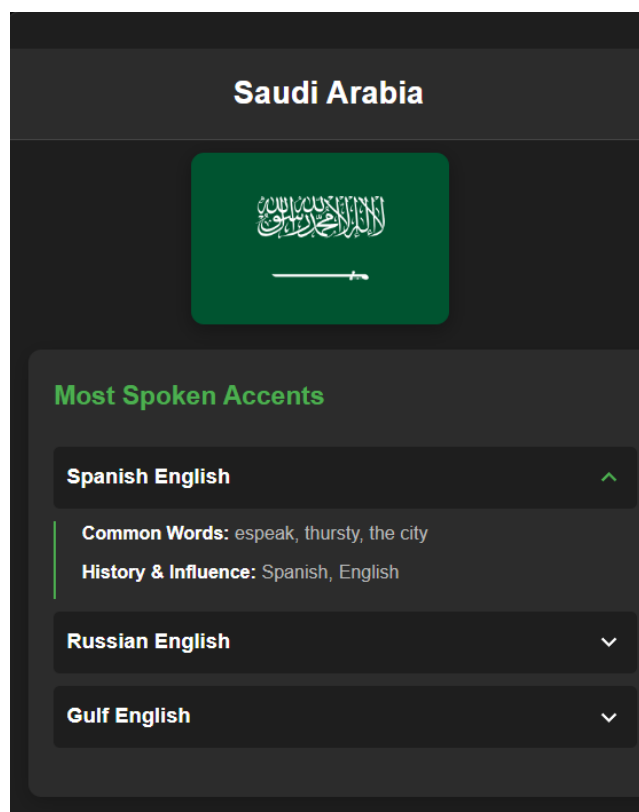 Saudi Arabia
لا إله إلا الله محمد رسول الله
Most Spoken Accents
Spanish English
Common Words: espeak, thursty, the city
History & Influence: Spanish, English
Russian English
Gulf English